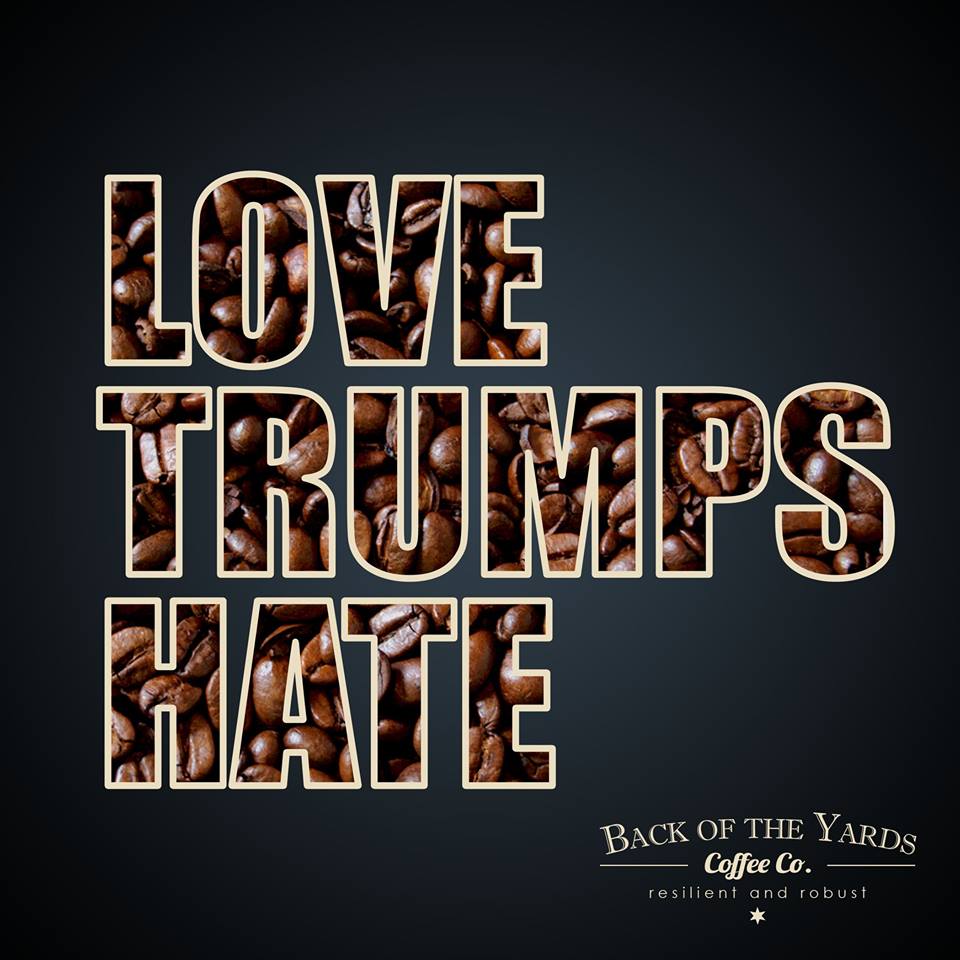 LOVE
TRUMPS
HATE
BACK OF THE YARDS
Coffee Co.
resilient and robust